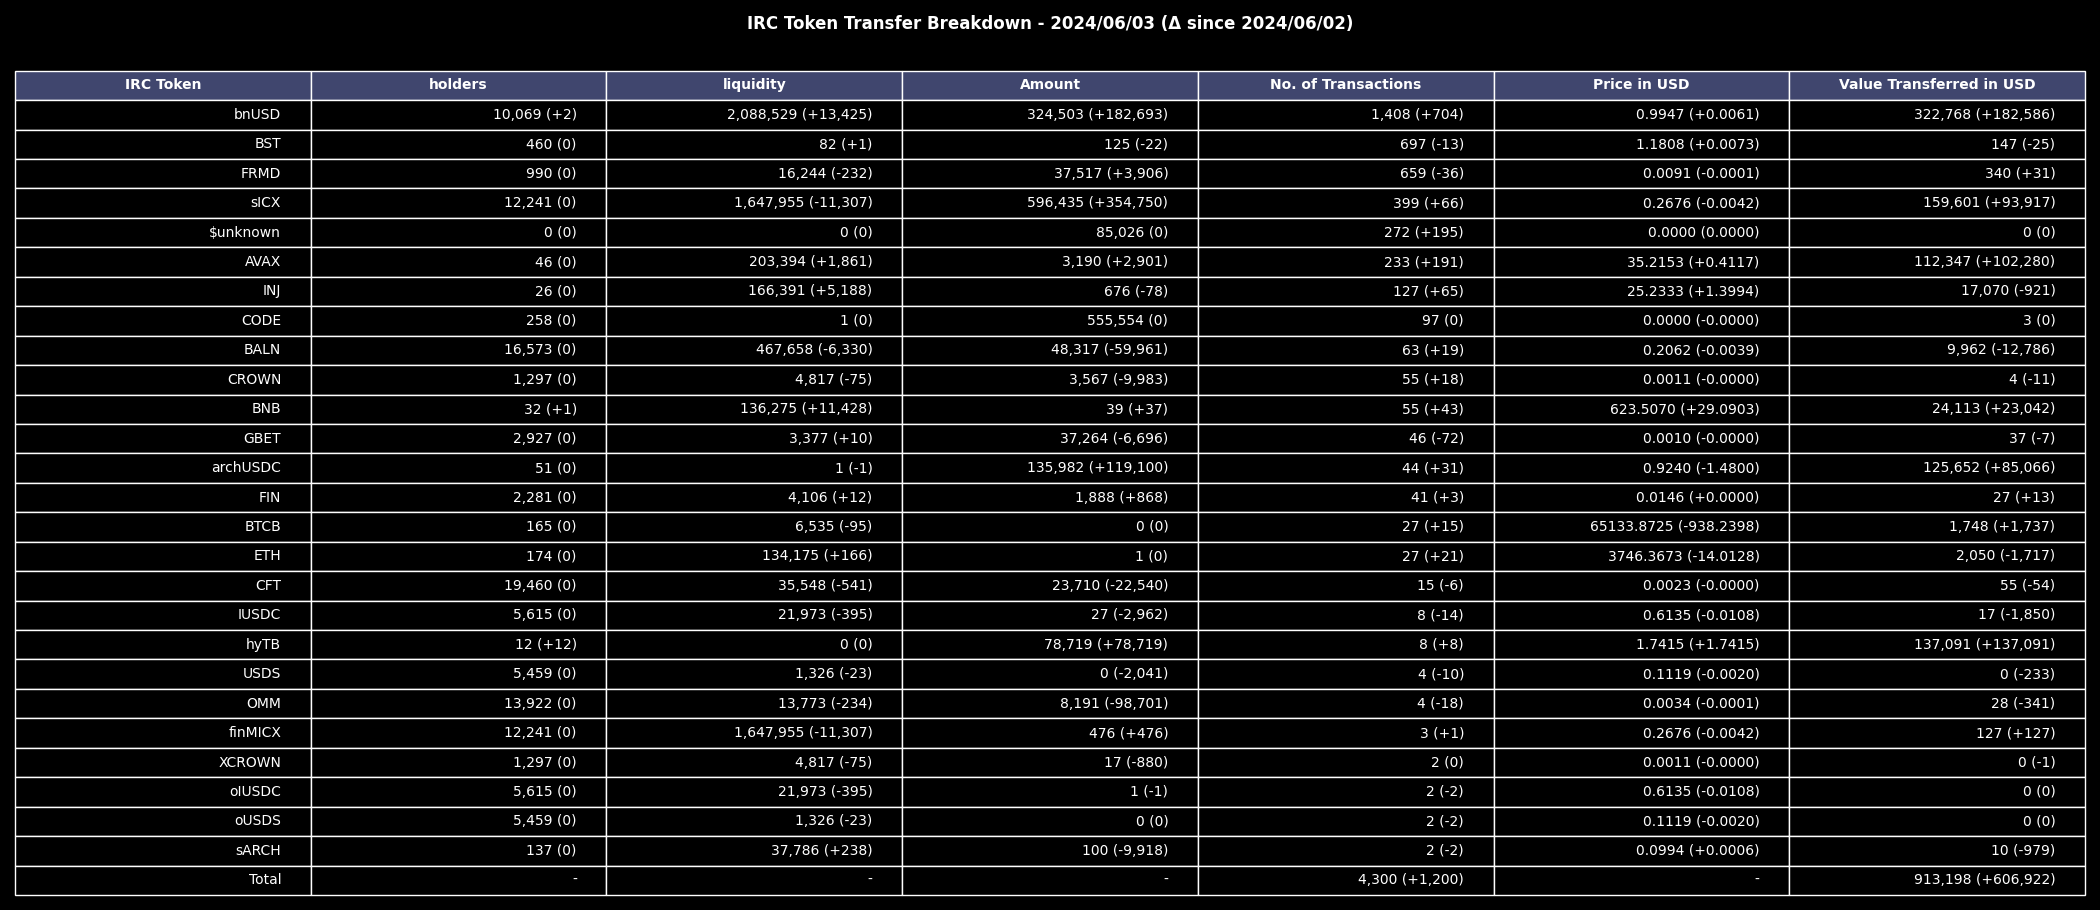 IRC Token Transfer Breakdown - 2024/06/03 (Δ since 2024/06/02)
IRC Token holders liquidity Amount No. of Transactions Price in USD Value Transferred in USD
bnUSD 10,069 (+2) 2,088,529 (+13,425) 324,503 (+182,693) 1,408 (+704) 0.9947 (+0.0061) 322,768 (+182,586)
BST 460 (0) 82 (+1) 125 (-22) 697 (-13) 1.1808 (+0.0073) 147 (-25)
FRMD 990 (0) 16,244 (-232) 37,517 (+3,906) 659 (-36) 0.0091 (-0.0001) 340 (+31)
sICX 12,241 (0) 1,647,955 (-11,307) 596,435 (+354,750) 399 (+66) 0.2676 (-0.0042) 159,601 (+93,917)
$unknown 0 (0) 0 (0) 85,026 (0) 272 (+195) 0.0000 (0.0000) 0 (0)
AVAX 46 (0) 203,394 (+1,861) 3,190 (+2,901) 233 (+191) 35.2153 (+0.4117) 112,347 (+102,280)
INJ 26 (0) 166,391 (+5,188) 676 (-78) 127 (+65) 25.2333 (+1.3994) 17,070 (-921)
CODE 258 (0) 1 (0) 555,554 (0) 97 (0) 0.0000 (-0.0000) 3 (0)
BALN 16,573 (0) 467,658 (-6,330) 48,317 (-59,961) 63 (+19) 0.2062 (-0.0039) 9,962 (-12,786)
CROWN 1,297 (0) 4,817 (-75) 3,567 (-9,983) 55 (+18) 0.0011 (-0.0000) 4 (-11)
BNB 32 (+1) 136,275 (+11,428) 39 (+37) 55 (+43) 623.5070 (+29.0903) 24,113 (+23,042)
GBET 2,927 (0) 3,377 (+10) 37,264 (-6,696) 46 (-72) 0.0010 (-0.0000) 37 (-7)
archUSDC 51 (0) 1 (-1) 135,982 (+119,100) 44 (+31) 0.9240 (-1.4800) 125,652 (+85,066)
FIN 2,281 (0) 4,106 (+12) 1,888 (+868) 41 (+3) 0.0146 (+0.0000) 27 (+13)
BTCB 165 (0) 6,535 (-95) 0 (0) 27 (+15) 65133.8725 (-938.2398) 1,748 (+1,737)
ETH 174 (0) 134,175 (+166) 1 (0) 27 (+21) 3746.3673 (-14.0128) 2,050 (-1,717)
CFT 19,460 (0) 35,548 (-541) 23,710 (-22,540) 15 (-6) 0.0023 (-0.0000) 55 (-54)
IUSDC 5,615 (0) 21,973 (-395) 27 (-2,962) 8 (-14) 0.6135 (-0.0108) 17 (-1,850)
hyTB 12 (+12) 0 (0) 78,719 (+78,719) 8 (+8) 1.7415 (+1.7415) 137,091 (+137,091)
USDS 5,459 (0) 1,326 (-23) 0 (-2,041) 4 (-10) 0.1119 (-0.0020) 0 (-233)
OMM 13,922 (0) 13,773 (-234) 8,191 (-98,701) 4 (-18) 0.0034 (-0.0001) 28 (-341)
finMICX 12,241 (0) 1,647,955 (-11,307) 476 (+476) 3 (+1) 0.2676 (-0.0042) 127 (+127)
XCROWN 1,297 (0) 4,817 (-75) 17 (-880) 2 (0) 0.0011 (-0.0000) 0 (-1)
oIUSDC 5,615 (0) 21,973 (-395) 1 (-1) 2 (-2) 0.6135 (-0.0108) 0 (0)
oUSDS 5,459 (0) 1,326 (-23) 0 (0) 2 (-2) 0.1119 (-0.0020) 0 (0)
sARCH 137 (0) 37,786 (+238) 100 (-9,918) 2 (-2) 0.0994 (+0.0006) 10 (-979)
Total - - - 4,300 (+1,200) - 913,198 (+606,922)